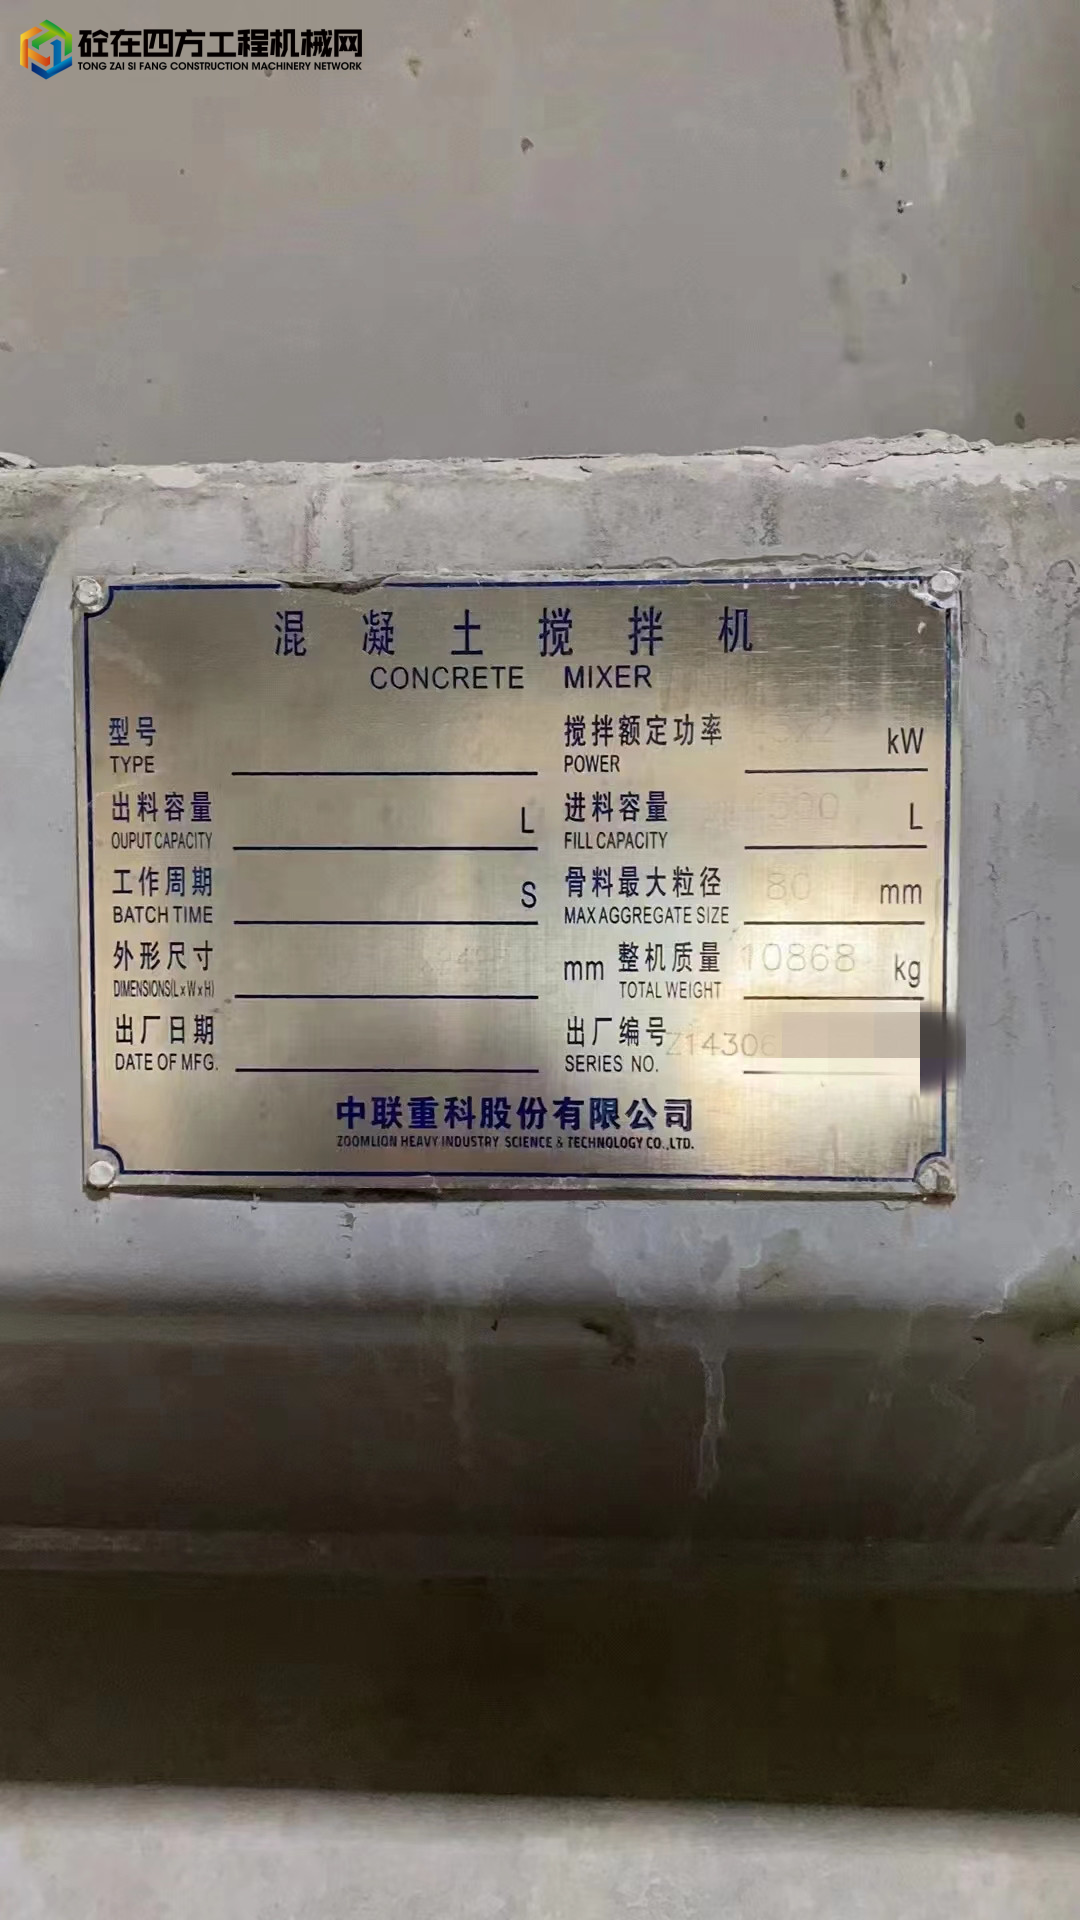 砼在四方工程机械网
TONG ZAI SI FANG CONSTRUCTION MACHINERY NETWORK
混凝土搅拌机
CONCRETE MIXER
型号
TYPE
搅拌额定功率 kW
POWER
出料容量 L
OUPUT CAPACITY
进料容量 L
FILL CAPACITY
工作周期 S
BATCH TIME
骨料最大粒径 80 mm
MAX AGGREGATE SIZE
外形尺寸 mm
DIMENSIONS(L×W×H)
整机质量 10868 kg
TOTAL WEIGHT
出厂日期
DATE OF MFG.
出厂编号 Z14306
SERIES NO.
中联重科股份有限公司
ZOOMLION HEAVY INDUSTRY SCIENCE & TECHNOLOGY CO.,LTD.